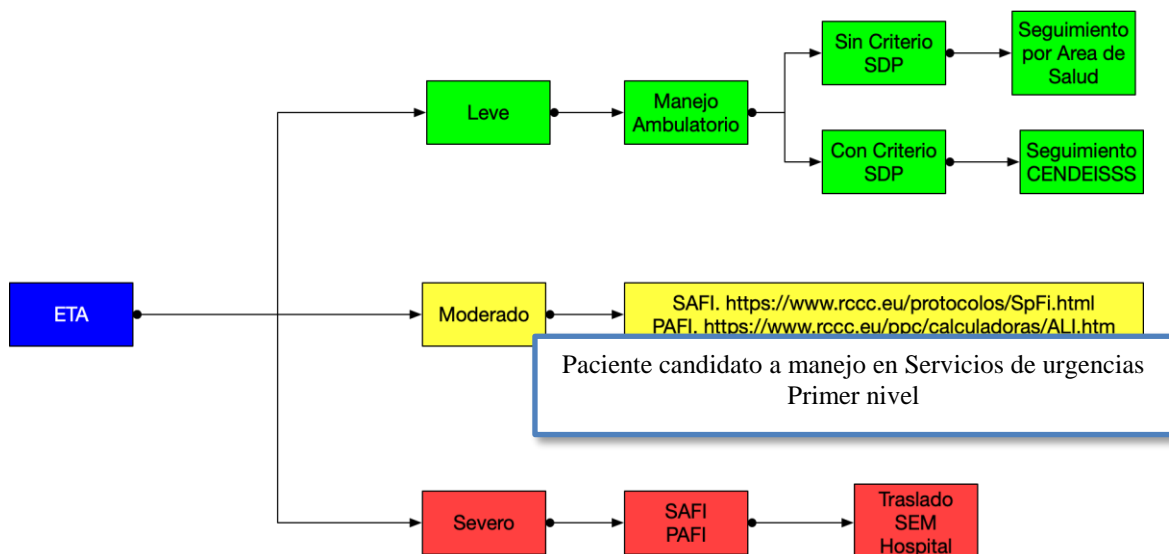 ETA
Leve
Manejo
Ambulatorio
Sin Criterio
SDP
Seguimiento
por Area de
Salud
Con Criterio
SDP
Seguimiento
CENDEISSS
Moderado
SAFI. https://www.rccc.eu/protocolos/SpFi.html
PAFI. https://www.rccc.eu/ppc/calculadoras/ALI.htm
Paciente candidato a manejo en Servicios de urgencias
Primer nivel
Severo
SAFI
PAFI
Traslado
SEM
Hospital